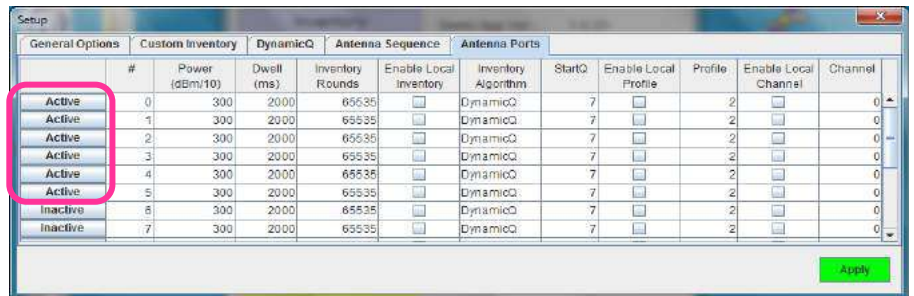 Setup
General Options Custom Inventory DynamicQ Antenna Sequence Antenna Ports
# Power (dBm/10) Dwell (ms) Inventory Rounds Enable Local Inventory Inventory Algorithm StartQ Enable Local Profile Profile Enable Local Channel Channel
Active 0 300 2000 65535 DynamicQ 7 2 0
Active 1 300 2000 65535 DynamicQ 7 2 0
Active 2 300 2000 65535 DynamicQ 7 2 0
Active 3 300 2000 65535 DynamicQ 7 2 0
Active 4 300 2000 65535 DynamicQ 7 2 0
Active 5 300 2000 65535 DynamicQ 7 2 0
Inactive 6 300 2000 65535 DynamicQ 7 2 0
Inactive 7 300 2000 65535 DynamicQ 7 2 0
Apply